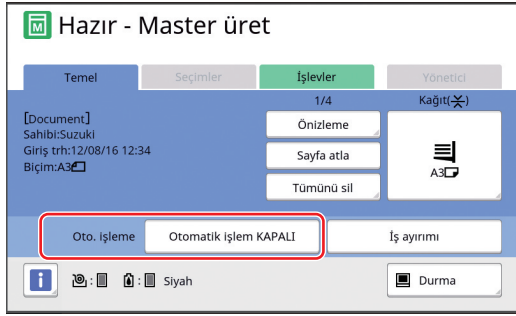 M Hazır - Master üret
Temel Seçimler İşlevler Yönetici
1/4 Kağıt( )
[Document]
Sahibi:Suzuki
Giriş trh:12/08/16 12:34
Biçim:A3
Önizleme
Sayfa atla
Tümünü sil
A3
Oto. işleme Otomatik işlem KAPALI İş ayırımı
i : : Siyah Durma